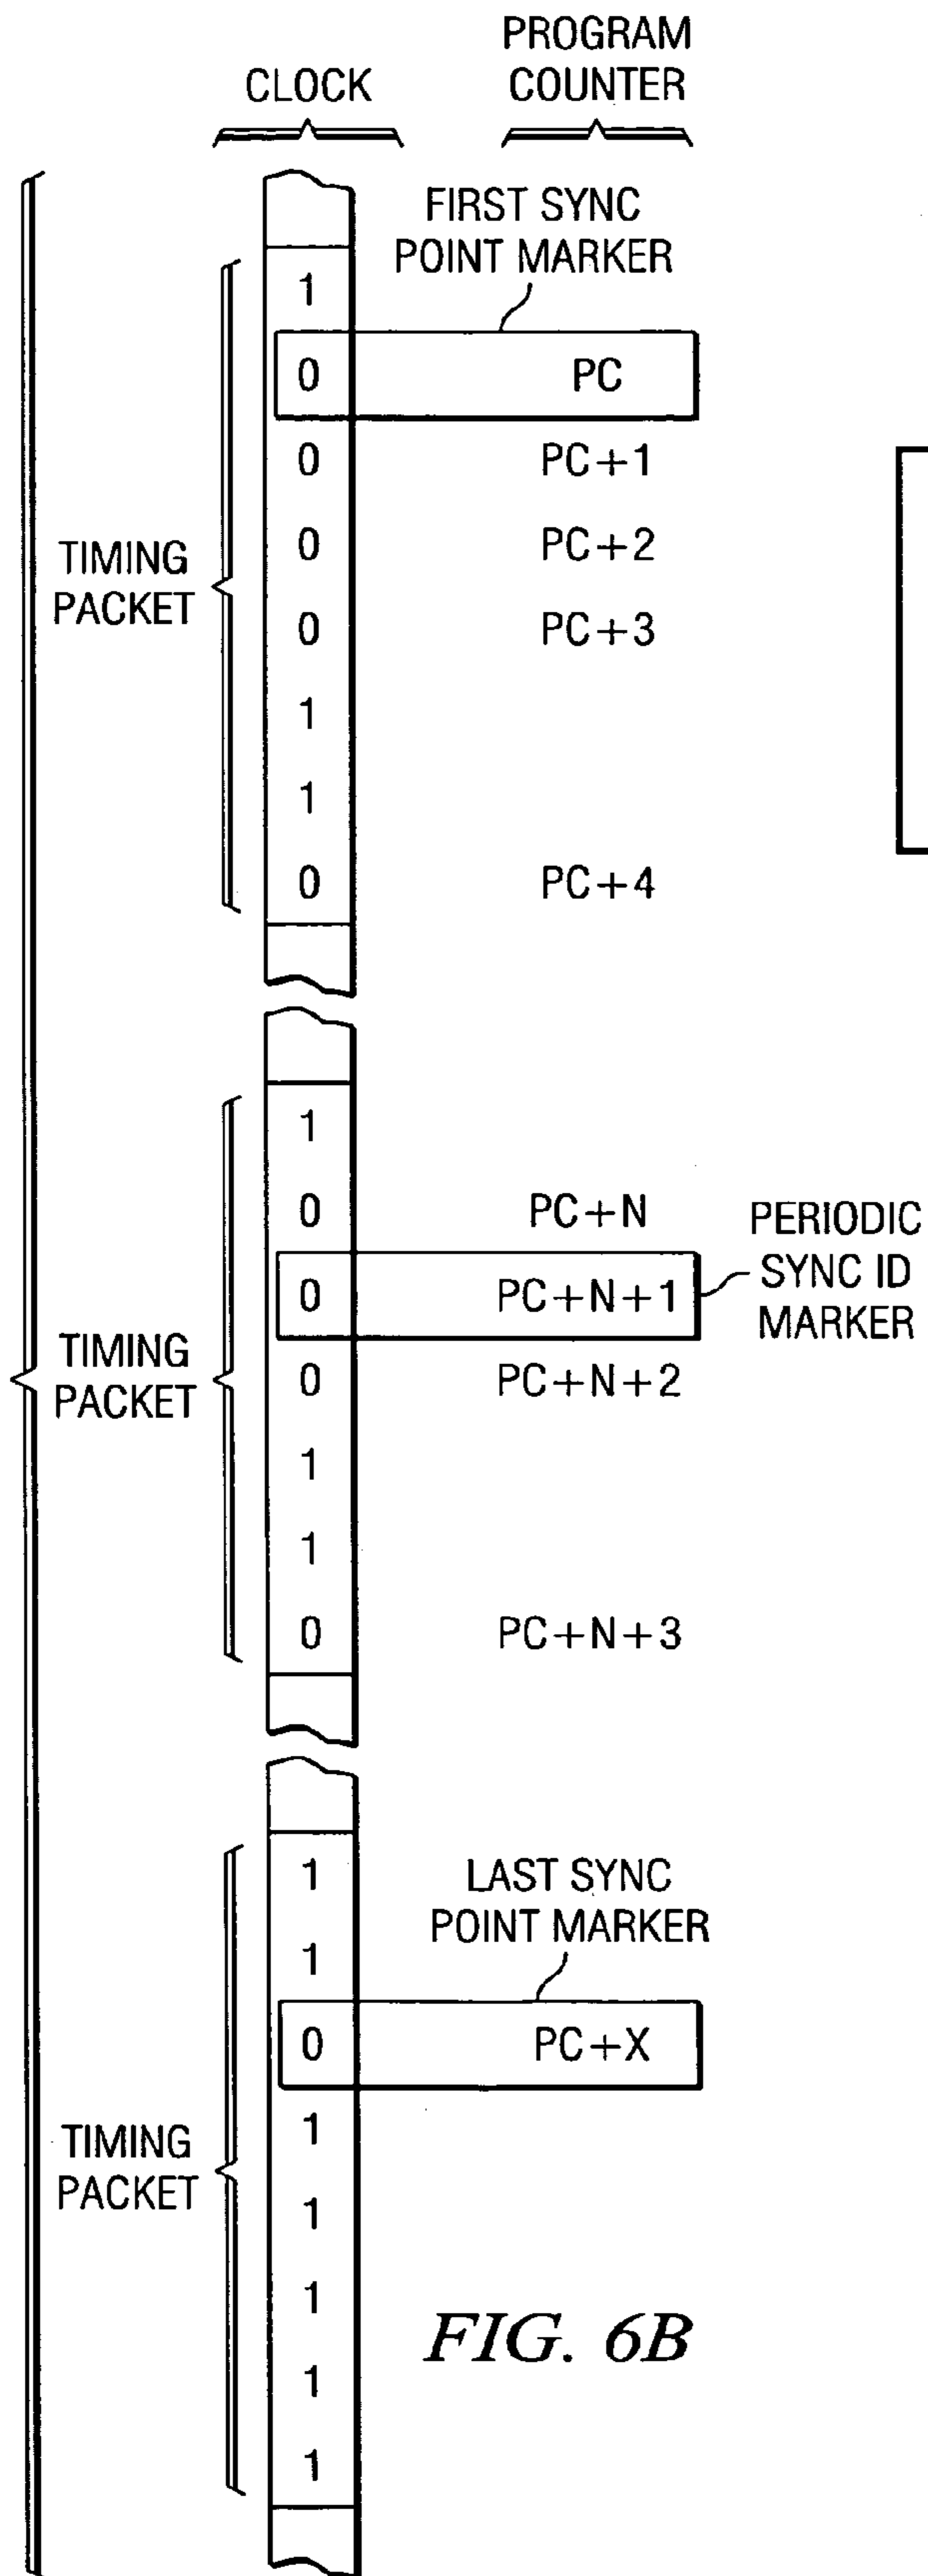 CLOCK
PROGRAM
COUNTER
FIRST SYNC
POINT MARKER
TIMING
PACKET
1
0 PC
0 PC+1
0 PC+2
0 PC+3
1
1
0 PC+4
TIMING
PACKET
1
0 PC+N
0 PC+N+1
PERIODIC
SYNC ID
MARKER
0 PC+N+2
1
1
0 PC+N+3
LAST SYNC
POINT MARKER
TIMING
PACKET
1
1
0 PC+X
1
1
1
1
1
FIG. 6B